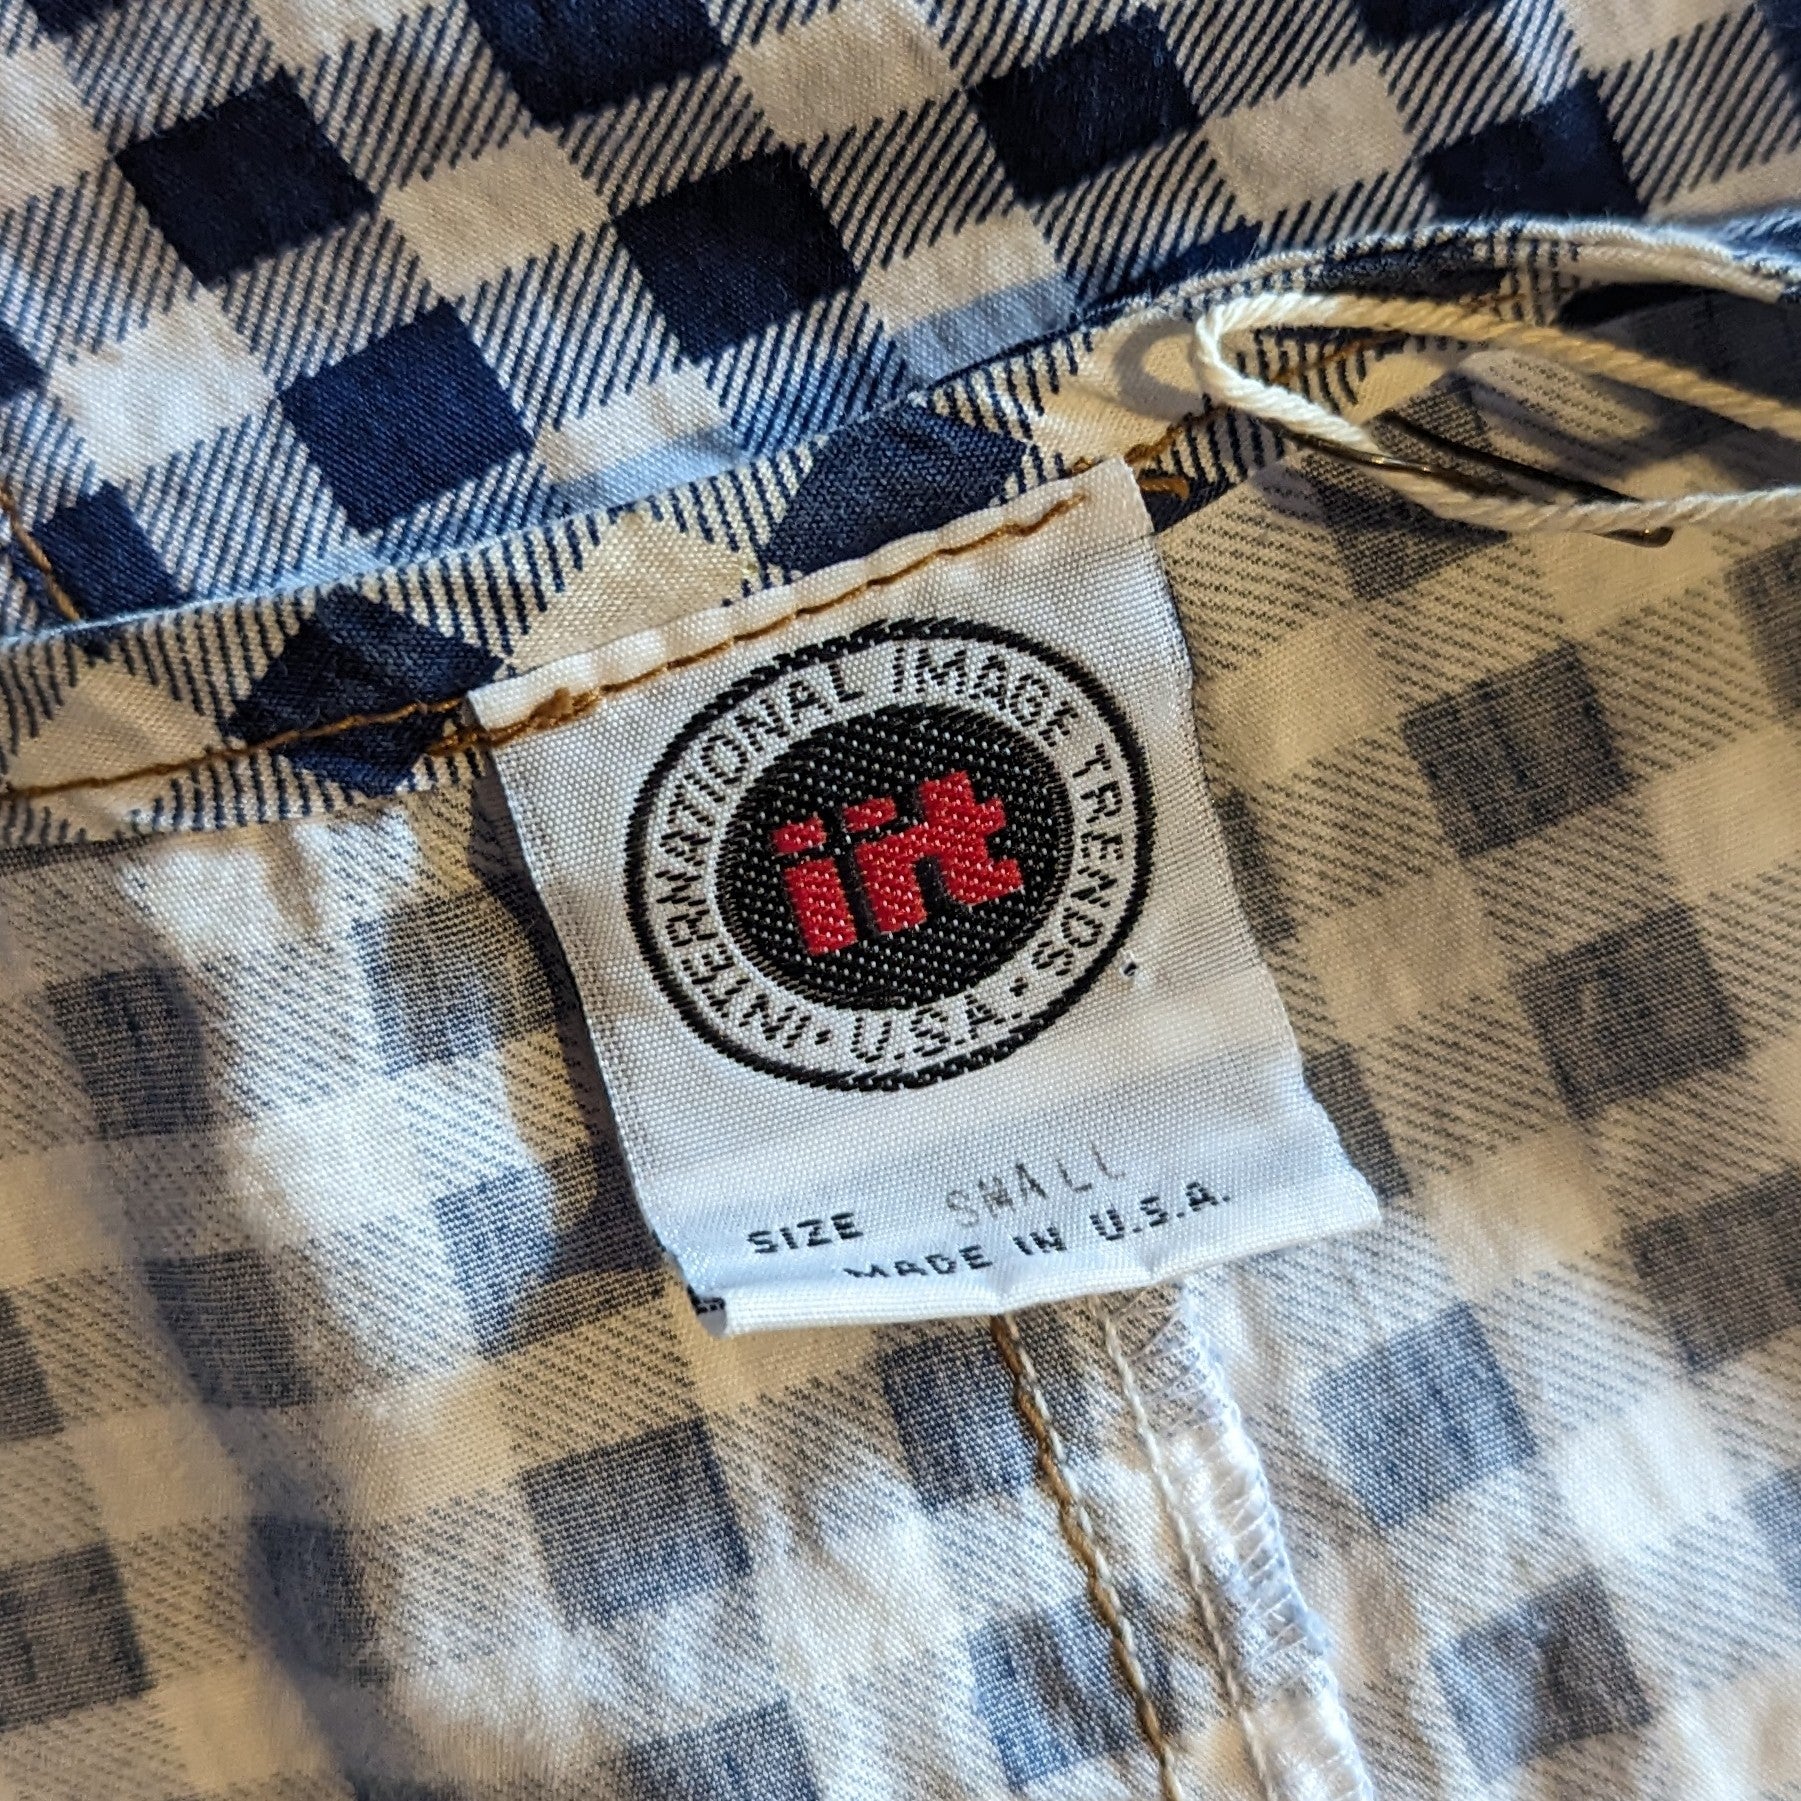 INTERNATIONAL IMAGE TRENDS • U.S.A. •
iit
SIZE SMALL
MADE IN U.S.A.